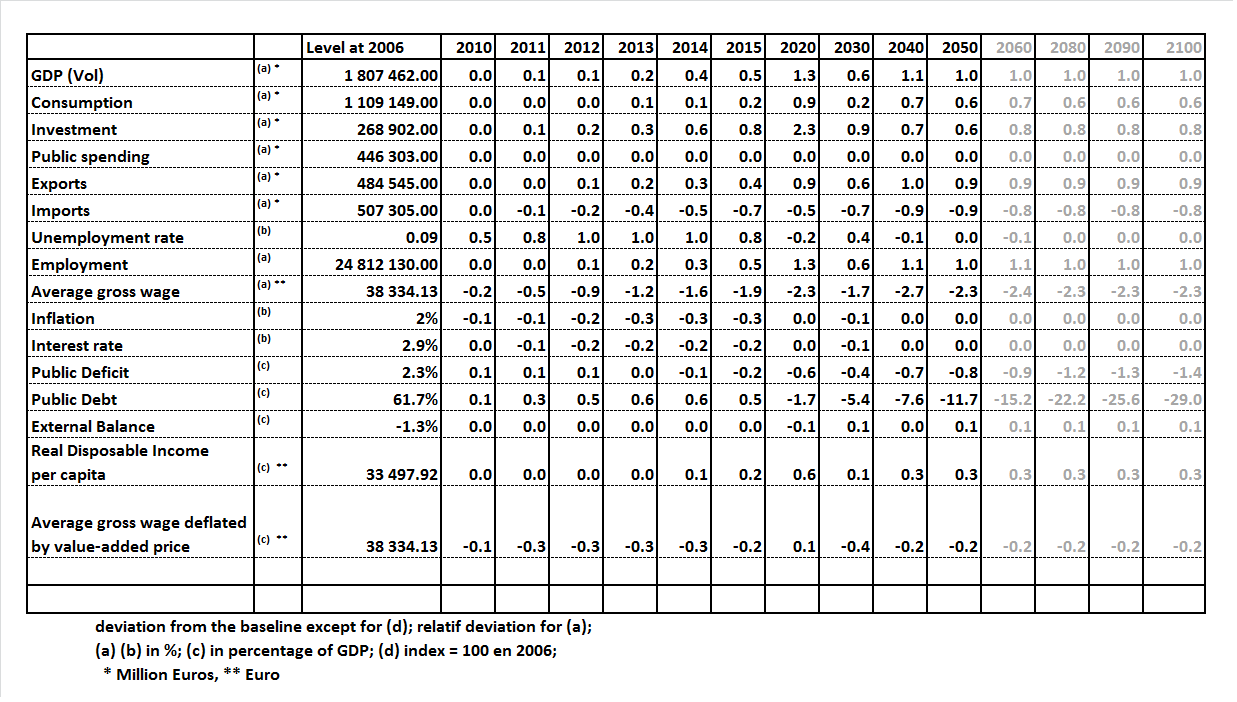 Level at 2006 2010 2011 2012 2013 2014 2015 2020 2030 2040 2050 2060 2080 2090 2100
GDP (Vol) (a) * 1 807 462.00 0.0 0.1 0.1 0.2 0.4 0.5 1.3 0.6 1.1 1.0 1.0 1.0 1.0 1.0
Consumption (a) * 1 109 149.00 0.0 0.0 0.0 0.1 0.1 0.2 0.9 0.2 0.7 0.6 0.7 0.6 0.6 0.6
Investment (a) * 268 902.00 0.0 0.1 0.2 0.3 0.6 0.8 2.3 0.9 0.7 0.6 0.8 0.8 0.8 0.8
Public spending (a) * 446 303.00 0.0 0.0 0.0 0.0 0.0 0.0 0.0 0.0 0.0 0.0 0.0 0.0 0.0 0.0
Exports (a) * 484 545.00 0.0 0.0 0.1 0.2 0.3 0.4 0.9 0.6 1.0 0.9 0.9 0.9 0.9 0.9
Imports (a) * 507 305.00 0.0 -0.1 -0.2 -0.4 -0.5 -0.7 -0.5 -0.7 -0.9 -0.9 -0.8 -0.8 -0.8 -0.8
Unemployment rate (b) 0.09 0.5 0.8 1.0 1.0 1.0 0.8 -0.2 0.4 -0.1 0.0 -0.1 0.0 0.0 0.0
Employment (a) 24 812 130.00 0.0 0.0 0.1 0.2 0.3 0.5 1.3 0.6 1.1 1.0 1.1 1.0 1.0 1.0
Average gross wage (a) ** 38 334.13 -0.2 -0.5 -0.9 -1.2 -1.6 -1.9 -2.3 -1.7 -2.7 -2.3 -2.4 -2.3 -2.3 -2.3
Inflation (b) 2% -0.1 -0.1 -0.2 -0.3 -0.3 -0.3 0.0 -0.1 0.0 0.0 0.0 0.0 0.0 0.0
Interest rate (b) 2.9% 0.0 -0.1 -0.2 -0.2 -0.2 -0.2 0.0 -0.1 0.0 0.0 0.0 0.0 0.0 0.0
Public Deficit (c) 2.3% 0.1 0.1 0.1 0.0 -0.1 -0.2 -0.6 -0.4 -0.7 -0.8 -0.9 -1.2 -1.3 -1.4
Public Debt (c) 61.7% 0.1 0.3 0.5 0.6 0.6 0.5 -1.7 -5.4 -7.6 -11.7 -15.2 -22.2 -25.6 -29.0
External Balance (c) -1.3% 0.0 0.0 0.0 0.0 0.0 0.0 -0.1 0.1 0.0 0.1 0.1 0.1 0.1 0.1
Real Disposable Income
per capita (c) ** 33 497.92 0.0 0.0 0.0 0.0 0.1 0.2 0.6 0.1 0.3 0.3 0.3 0.3 0.3 0.3
Average gross wage deflated
by value-added price (c) ** 38 334.13 -0.1 -0.3 -0.3 -0.3 -0.3 -0.2 0.1 -0.4 -0.2 -0.2 -0.2 -0.2 -0.2 -0.2
deviation from the baseline except for (d); relatif deviation for (a);
(a) (b) in %; (c) in percentage of GDP; (d) index = 100 en 2006;
* Million Euros, ** Euro